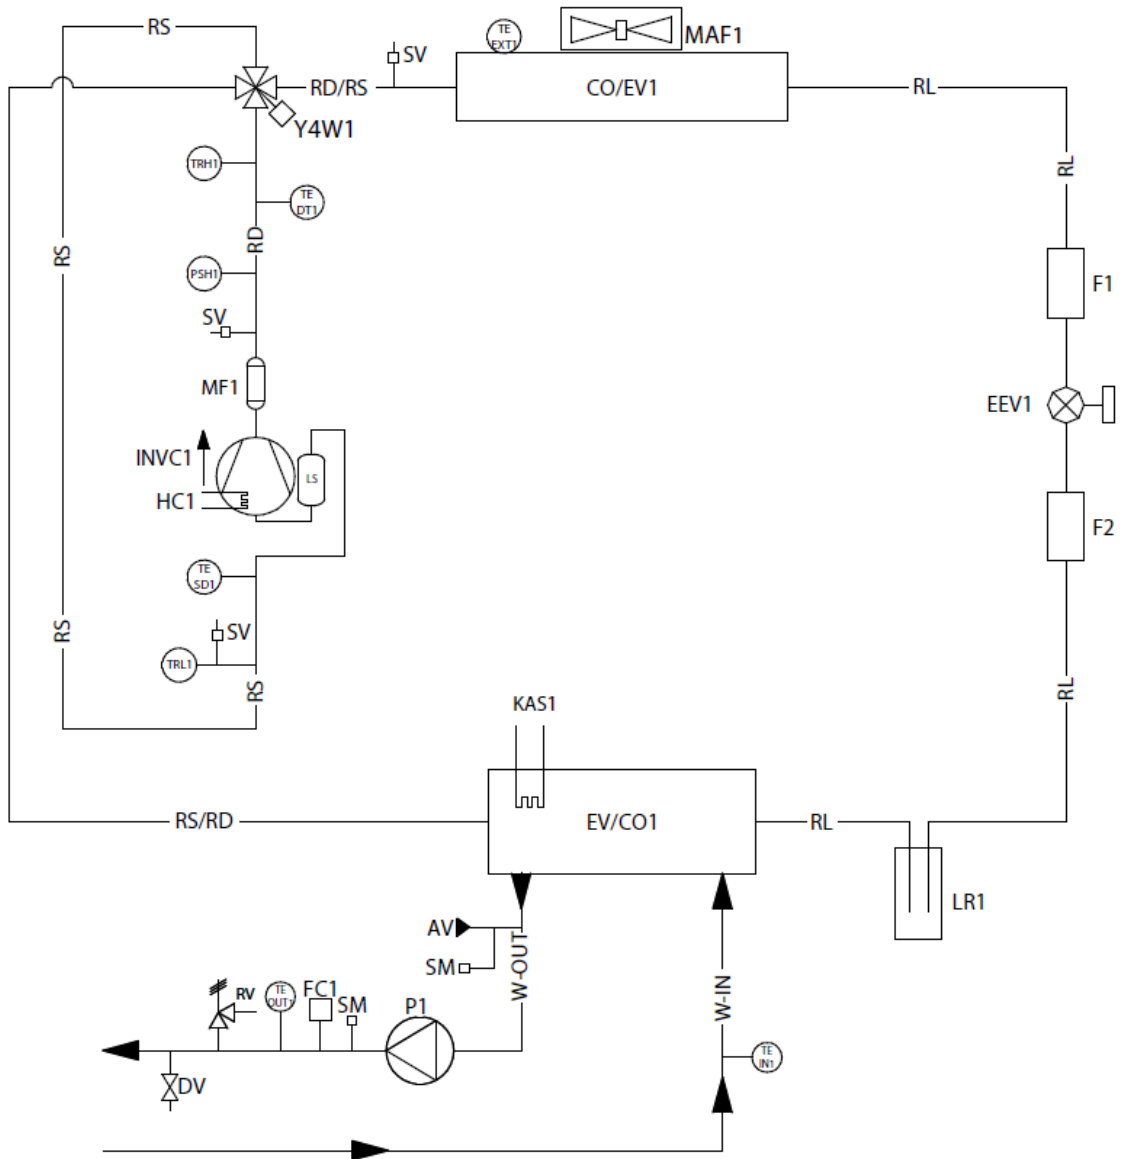 RS
TE
EXT1
MAF1
SV
RD/RS
CO/EV1
RL
Y4W1
TRH1
RL
TE
DT1
RD
RS
PSH1
F1
SV
MF1
EEV1
INVC1
LS
HC1
F2
TE
SD1
RS
SV
TRL1
RS
RL
KAS1
RS/RD
EV/CO1
RL
LR1
AV
SM
W-OUT
W-IN
RV
TE
OUT1
FC1
SM
P1
TE
IN1
DV